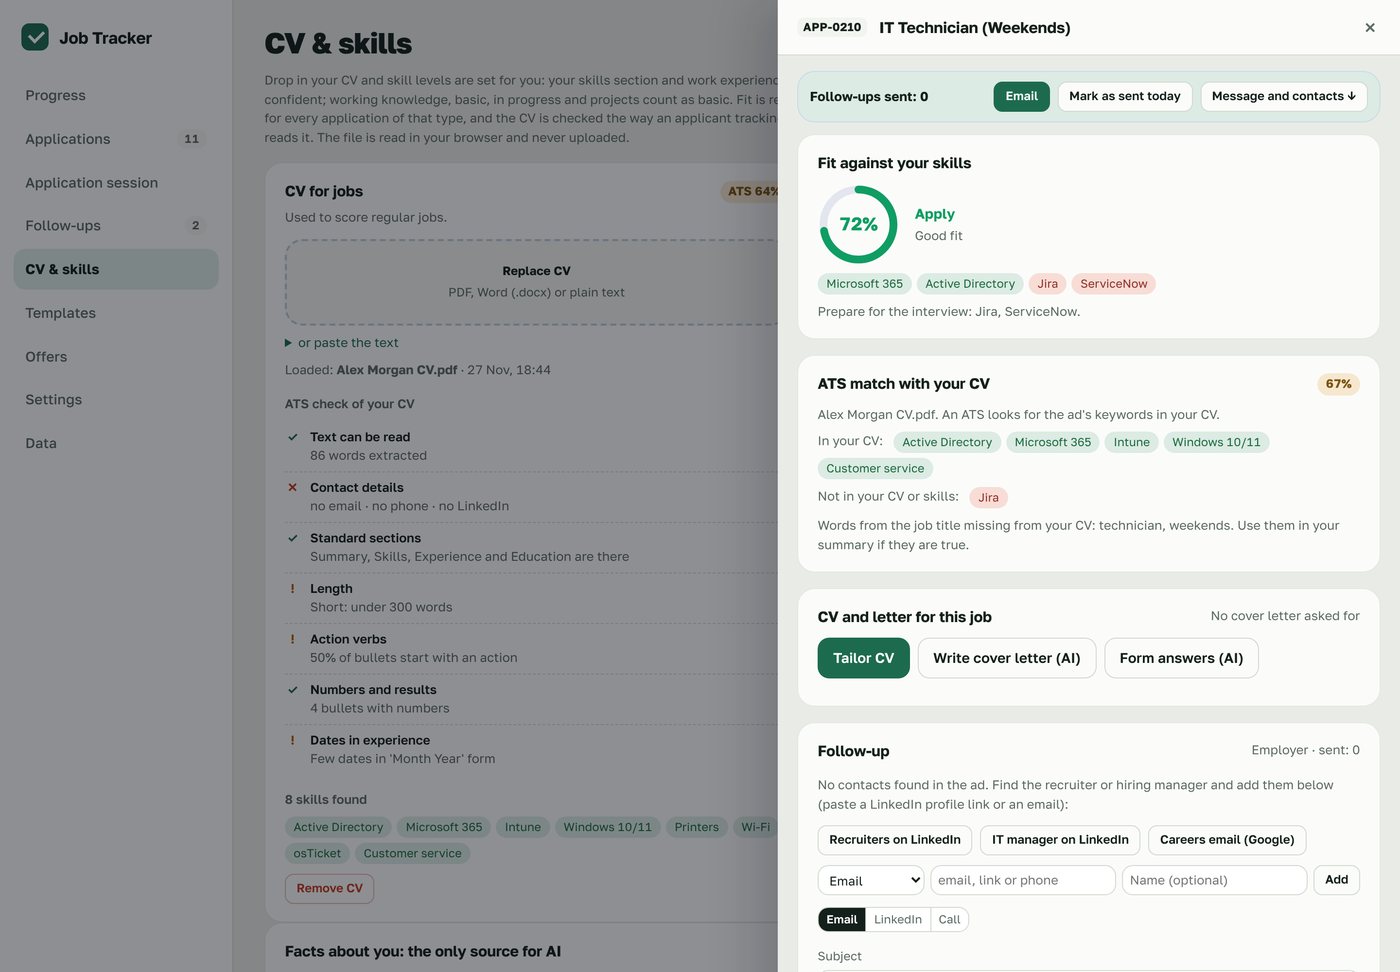 Job Tracker
Progress
Applications 11
Application session
Follow-ups 2
CV & skills
Templates
Offers
Settings
Data
CV & skills
Drop in your CV and skill levels are set for you: your skills section and work experienc
confident; working knowledge, basic, in progress and projects count as basic. Fit is re
for every application of that type, and the CV is checked the way an applicant trackin
reads it. The file is read in your browser and never uploaded.
CV for jobs ATS 64%
Used to score regular jobs.
Replace CV
PDF, Word (.docx) or plain text
or paste the text
Loaded: Alex Morgan CV.pdf · 27 Nov, 18:44
ATS check of your CV
Text can be read
86 words extracted
Contact details
no email · no phone · no LinkedIn
Standard sections
Summary, Skills, Experience and Education are there
! Length
Short: under 300 words
! Action verbs
50% of bullets start with an action
Numbers and results
4 bullets with numbers
! Dates in experience
Few dates in 'Month Year' form
8 skills found
Active Directory Microsoft 365 Intune Windows 10/11 Printers Wi-Fi
osTicket Customer service
Remove CV
Facts about you: the only source for AI
APP-0210 IT Technician (Weekends)
Follow-ups sent: 0 Email Mark as sent today Message and contacts ↓
Fit against your skills
72%
Apply
Good fit
Microsoft 365 Active Directory Jira ServiceNow
Prepare for the interview: Jira, ServiceNow.
ATS match with your CV 67%
Alex Morgan CV.pdf. An ATS looks for the ad's keywords in your CV.
In your CV: Active Directory Microsoft 365 Intune Windows 10/11
Customer service
Not in your CV or skills: Jira
Words from the job title missing from your CV: technician, weekends. Use them in your
summary if they are true.
CV and letter for this job No cover letter asked for
Tailor CV Write cover letter (AI) Form answers (AI)
Follow-up Employer · sent: 0
No contacts found in the ad. Find the recruiter or hiring manager and add them below
(paste a LinkedIn profile link or an email):
Recruiters on LinkedIn IT manager on LinkedIn Careers email (Google)
Email email, link or phone Name (optional) Add
Email LinkedIn Call
Subject